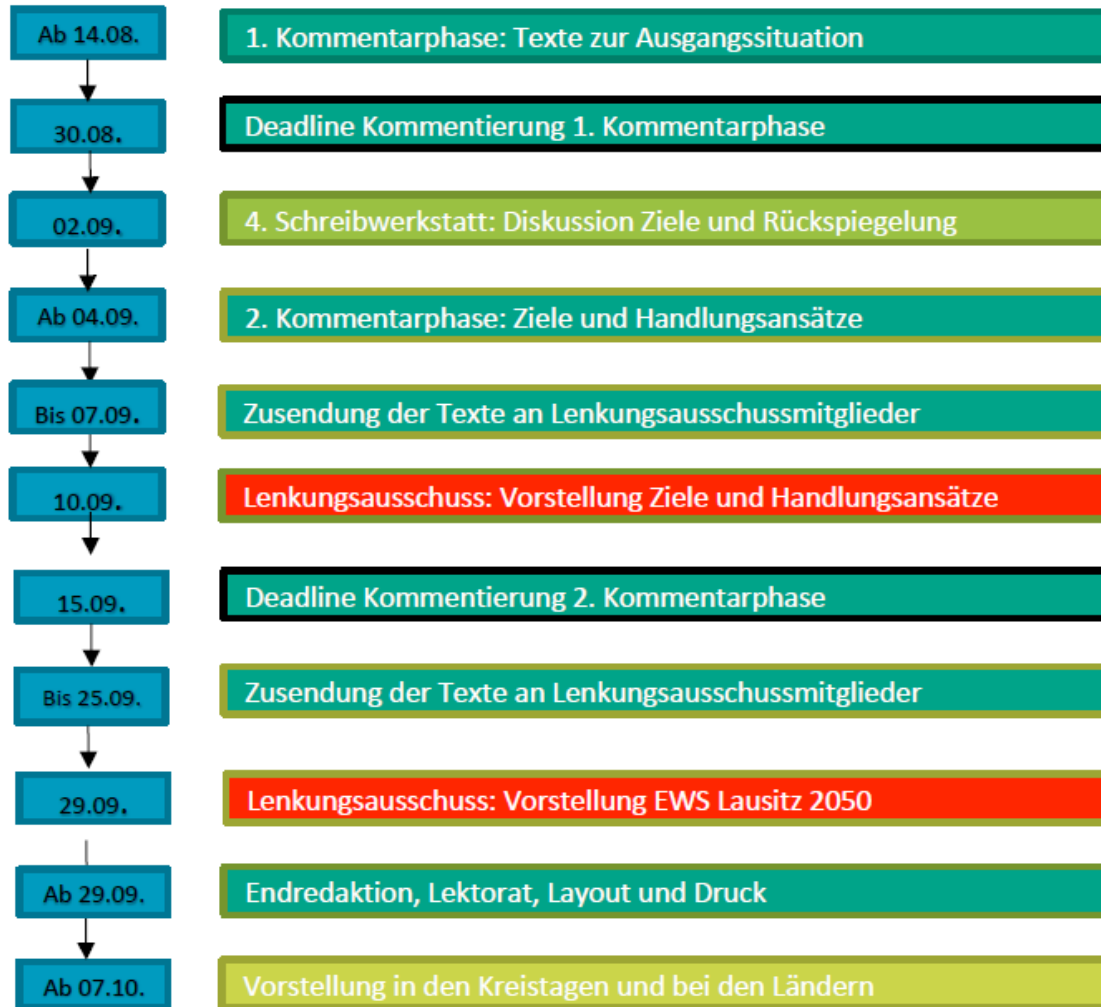 Ab 14.08.
1. Kommentarphase: Texte zur Ausgangssituation
30.08.
Deadline Kommentierung 1. Kommentarphase
02.09.
4. Schreibwerkstatt: Diskussion Ziele und Rückspiegelung
Ab 04.09.
2. Kommentarphase: Ziele und Handlungsansätze
Bis 07.09.
Zusendung der Texte an Lenkungsausschussmitglieder
10.09.
Lenkungsausschuss: Vorstellung Ziele und Handlungsansätze
15.09.
Deadline Kommentierung 2. Kommentarphase
Bis 25.09.
Zusendung der Texte an Lenkungsausschussmitglieder
29.09.
Lenkungsausschuss: Vorstellung EWS Lausitz 2050
Ab 29.09.
Endredaktion, Lektorat, Layout und Druck
Ab 07.10.
Vorstellung in den Kreistagen und bei den Ländern